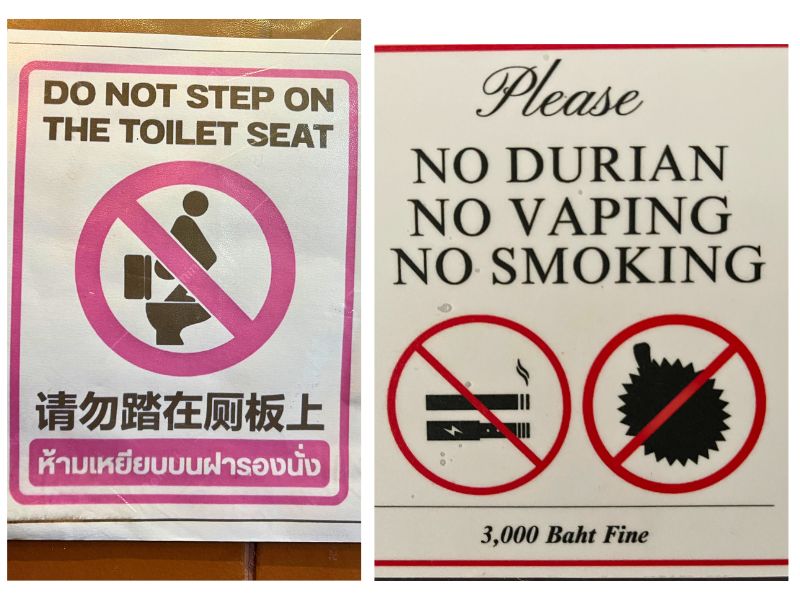 DO NOT STEP ON
THE TOILET SEAT
请勿踏在厕板上
ห้ามเหยียบบนฝารองนั่ง
Please
NO DURIAN
NO VAPING
NO SMOKING
3,000 Baht Fine